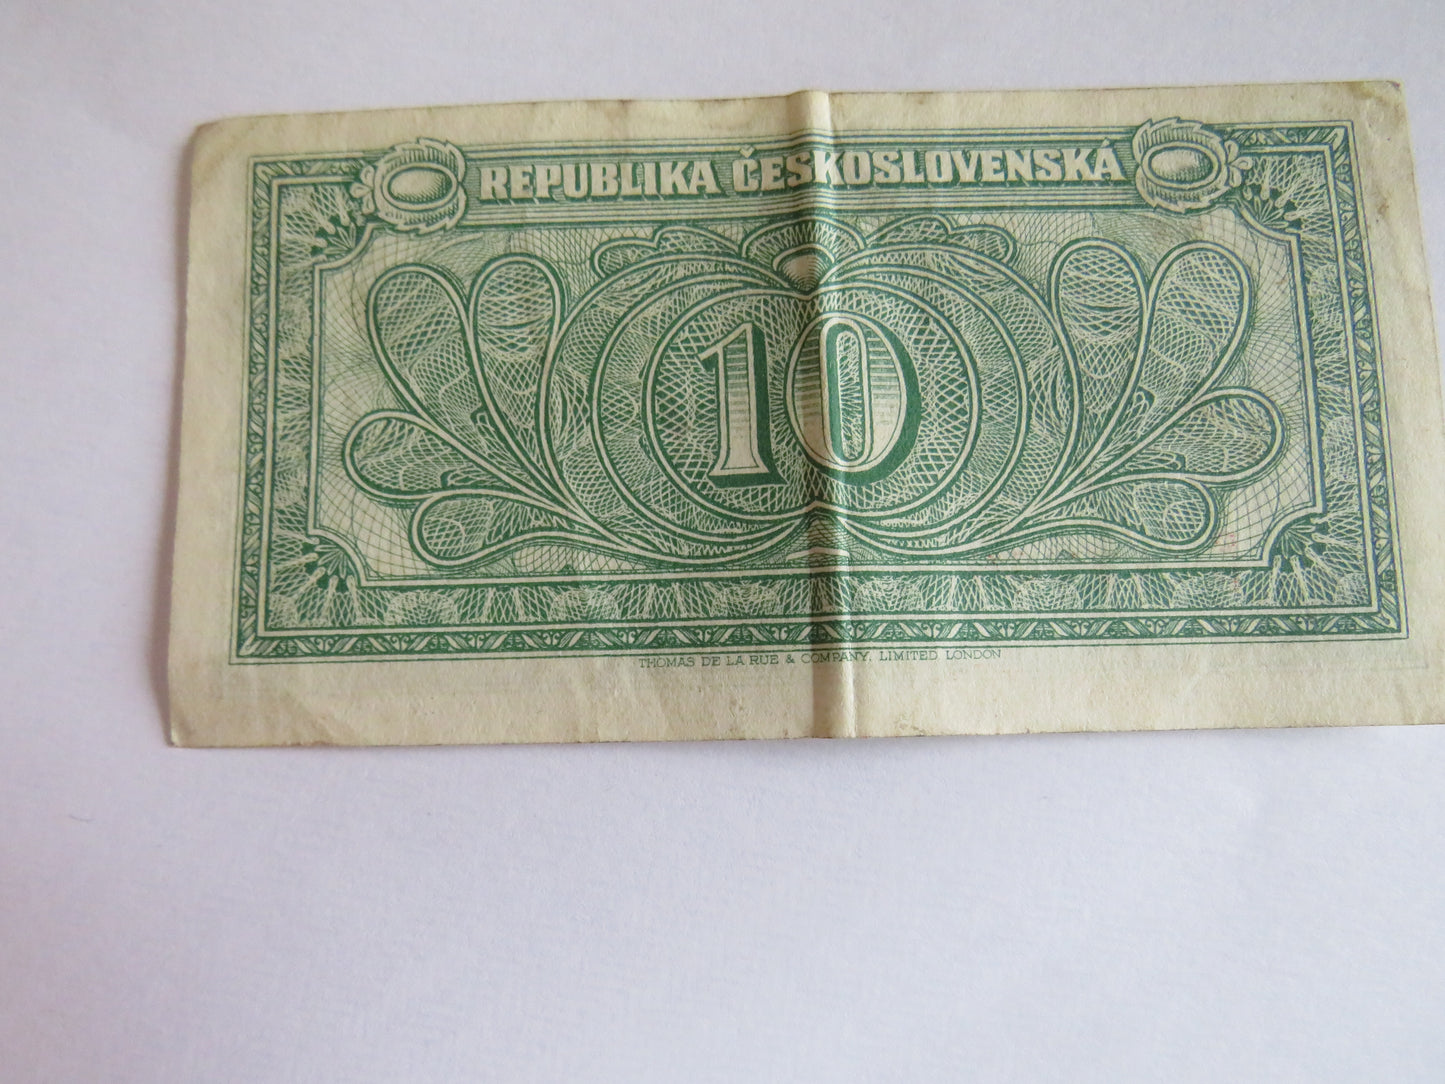 REPUBLIKA ČESKOSLOVENSKÁ
10
THOMAS DE LA RUE & COMPANY, LIMITED LONDON